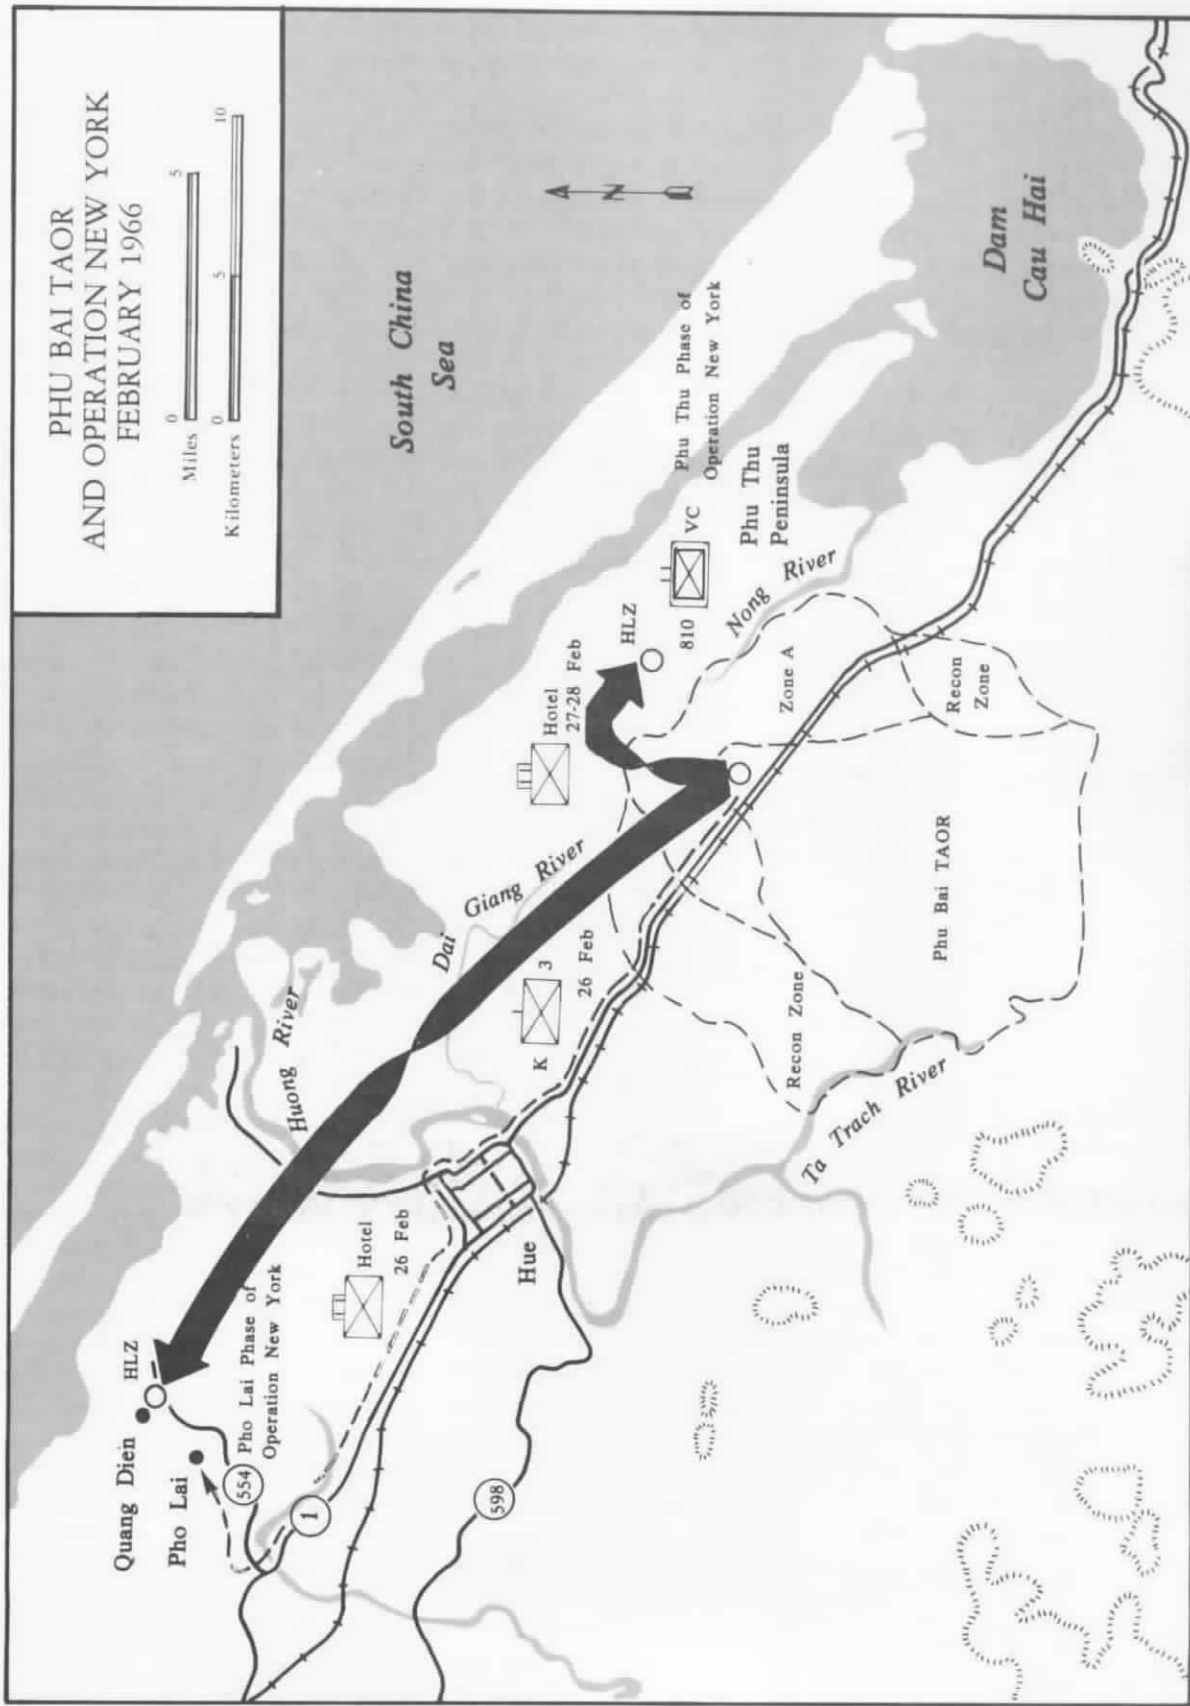 PHU BAI TAOR
AND OPERATION NEW YORK
FEBRUARY 1966
0 5
Miles
0 5 10
Kilometers
South China
Sea
N
Dam
Cau Hai
Phu Thu Phase of
Operation New York
Phu Thu
Peninsula
VC
810
HLZ
Nong River
Hotel
27-28 Feb
Zone A
Recon
Zone
Phu Bai TAOR
Recon Zone
Ta Trach River
Dai Giang River
K 3
26 Feb
Huong River
Hotel
26 Feb
Hue
HLZ
Quang Dien
Pho Lai
Pho Lai Phase of
Operation New York
554
1
598